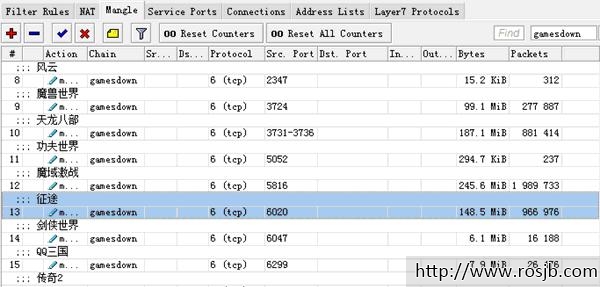 Filter Rules NAT Mangle Service Ports Connections Address Lists Layer7 Protocols
00 Reset Counters 00 Reset All Counters Find gamesdown
# Action Chain Sr... Ds... Protocol Src. Port Dst. Port In... Out... Bytes Packets
;;; 风云
8 m... gamesdown 6 (tcp) 2347 15.2 KiB 312
;;; 魔兽世界
9 m... gamesdown 6 (tcp) 3724 99.1 MiB 277 887
;;; 天龙八部
10 m... gamesdown 6 (tcp) 3731-3736 187.1 MiB 881 414
;;; 功夫世界
11 m... gamesdown 6 (tcp) 5052 294.7 KiB 237
;;; 魔域激战
12 m... gamesdown 6 (tcp) 5816 245.6 MiB 1 989 733
;;; 征途
13 m... gamesdown 6 (tcp) 6020 148.5 MiB 966 976
;;; 剑侠世界
14 m... gamesdown 6 (tcp) 6047 6.1 MiB 16 188
;;; QQ三国
15 m... gamesdown 6 (tcp) 6299 7.9 MiB
;;; 传奇2
http://www.rosjb.com